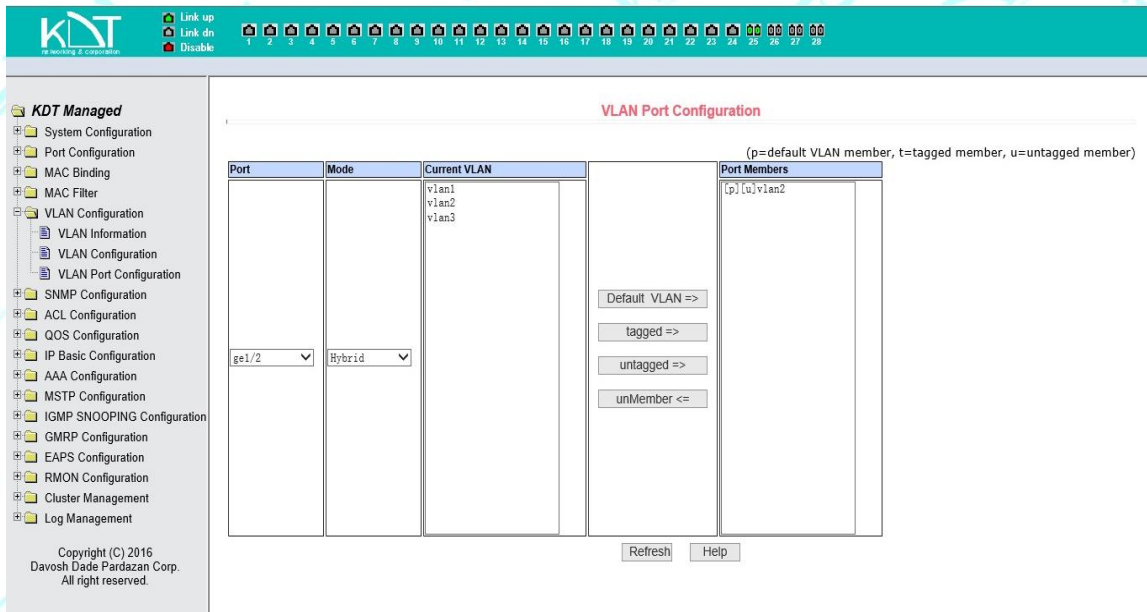 KDT
Link up
Link dn
Disable
1 2 3 4 5 6 7 8 9 10 11 12 13 14 15 16 17 18 19 20 21 22 23 24 25 26 27 28
KDT Managed
System Configuration
Port Configuration
MAC Binding
MAC Filter
VLAN Configuration
VLAN Information
VLAN Configuration
VLAN Port Configuration
SNMP Configuration
ACL Configuration
QOS Configuration
IP Basic Configuration
AAA Configuration
MSTP Configuration
IGMP SNOOPING Configuration
GMRP Configuration
EAPS Configuration
RMON Configuration
Cluster Management
Log Management
Copyright (C) 2016
Davosh Dade Pardazan Corp.
All right reserved.
VLAN Port Configuration
(p=default VLAN member, t=tagged member, u=untagged member)
Port Mode Current VLAN Port Members
ge1/2
Hybrid
vlan1
vlan2
vlan3
Default VLAN =>
tagged =>
untagged =>
unMember <=
[p][u]vlan2
Refresh Help